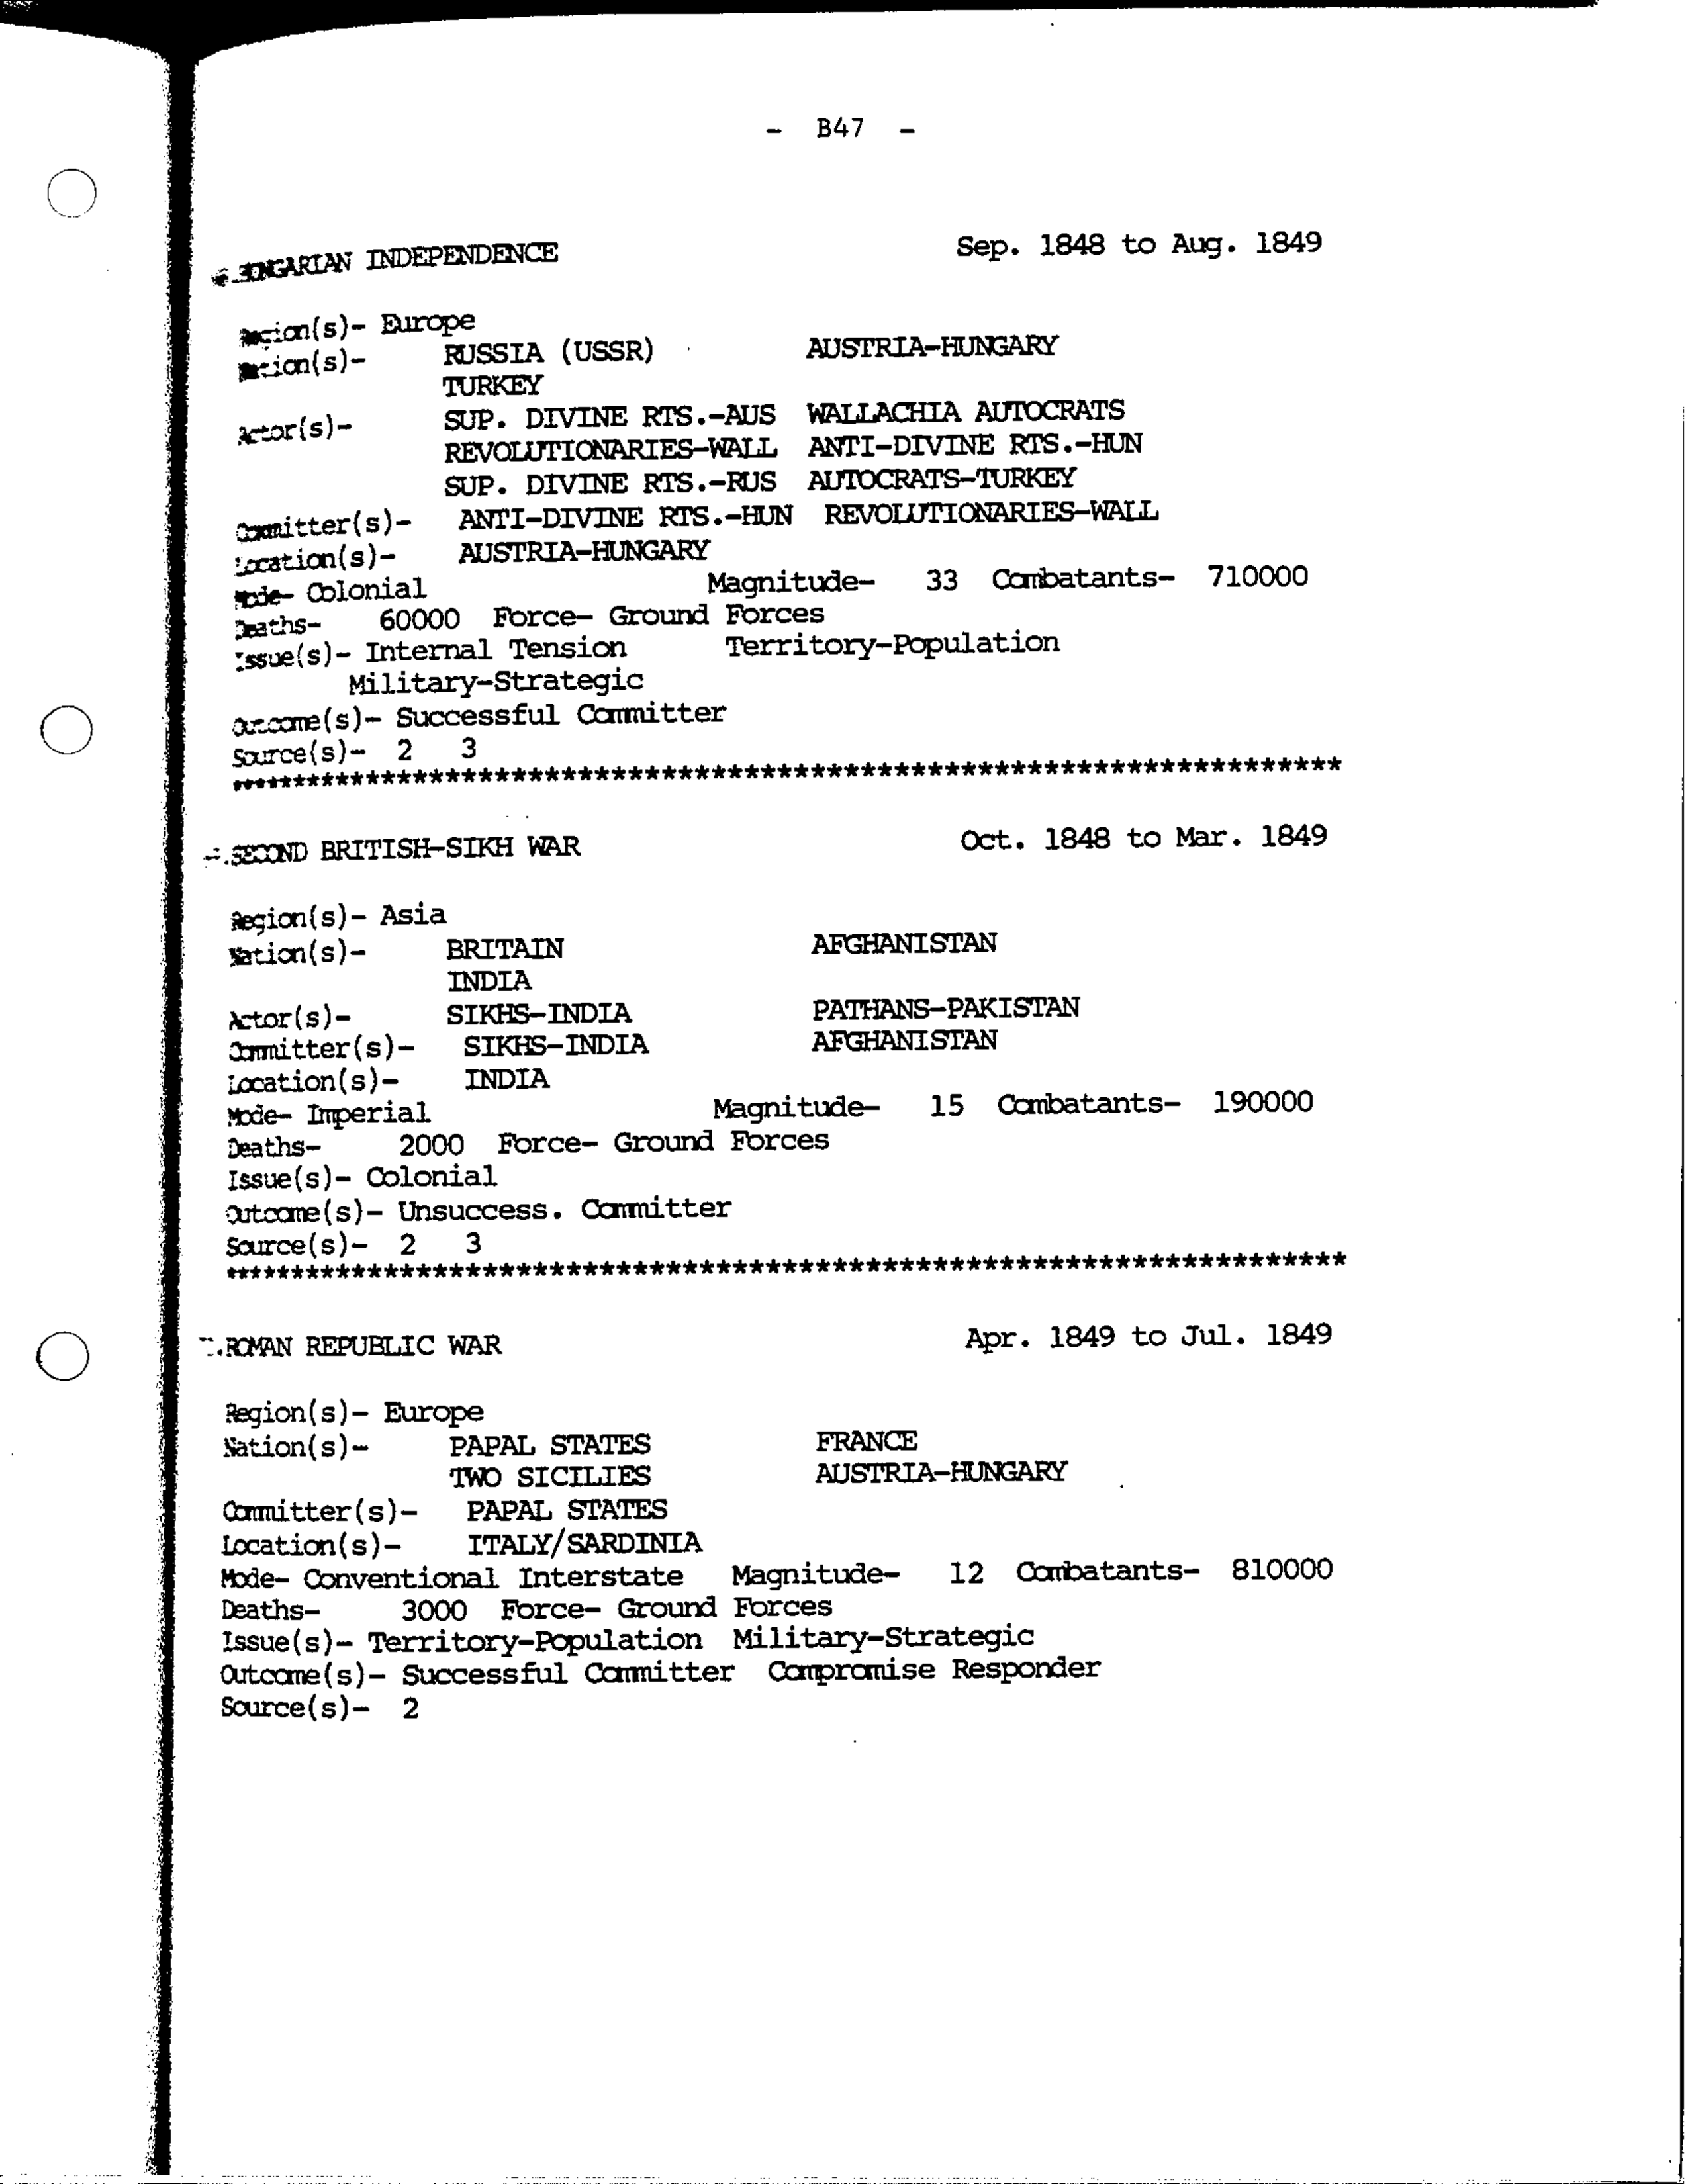 - B47 -
HUNGARIAN INDEPENDENCE Sep. 1848 to Aug. 1849
Region(s)- Europe
Nation(s)- RUSSIA (USSR) AUSTRIA-HUNGARY
TURKEY
Actor(s)- SUP. DIVINE RTS.-AUS WALLACHIA AUTOCRATS
REVOLUTIONARIES-WALL ANTI-DIVINE RTS.-HUN
SUP. DIVINE RTS.-RUS AUTOCRATS-TURKEY
Committer(s)- ANTI-DIVINE RTS.-HUN REVOLUTIONARIES-WALL
Location(s)- AUSTRIA-HUNGARY
Mode- Colonial Magnitude- 33 Combatants- 710000
Deaths- 60000 Force- Ground Forces
Issue(s)- Internal Tension Territory-Population
Military-Strategic
Outcome(s)- Successful Committer
Source(s)- 2 3
******************************************************************************
SECOND BRITISH-SIKH WAR Oct. 1848 to Mar. 1849
Region(s)- Asia
Nation(s)- BRITAIN AFGHANISTAN
INDIA
Actor(s)- SIKHS-INDIA PATHANS-PAKISTAN
Committer(s)- SIKHS-INDIA AFGHANISTAN
Location(s)- INDIA
Mode- Imperial Magnitude- 15 Combatants- 190000
Deaths- 2000 Force- Ground Forces
Issue(s)- Colonial
Outcome(s)- Unsuccess. Committer
Source(s)- 2 3
******************************************************************************
.ROMAN REPUBLIC WAR Apr. 1849 to Jul. 1849
Region(s)- Europe
Nation(s)- PAPAL STATES FRANCE
TWO SICILIES AUSTRIA-HUNGARY
Committer(s)- PAPAL STATES
Location(s)- ITALY/SARDINIA
Mode- Conventional Interstate Magnitude- 12 Combatants- 810000
Deaths- 3000 Force- Ground Forces
Issue(s)- Territory-Population Military-Strategic
Outcome(s)- Successful Committer Compromise Responder
Source(s)- 2